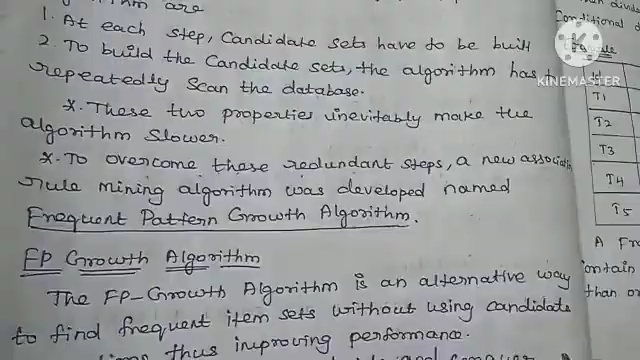 are
1. At each step, Candidate sets have to be built
2. To build the Candidate sets, the algorithm has to
repeatedly scan the database.
*. These two properties inevitably make the
algorithm slower.
*. To overcome these redundant steps, a new association
rule mining algorithm was developed named
Frequent Pattern Growth Algorithm.
FP Growth Algorithm
The FP-Growth Algorithm is an alternative way
to find frequent item sets without using candidate
thus improving performance.
Conditional
KINEMASTER
T1
T2
T3
T4
T5
A
than